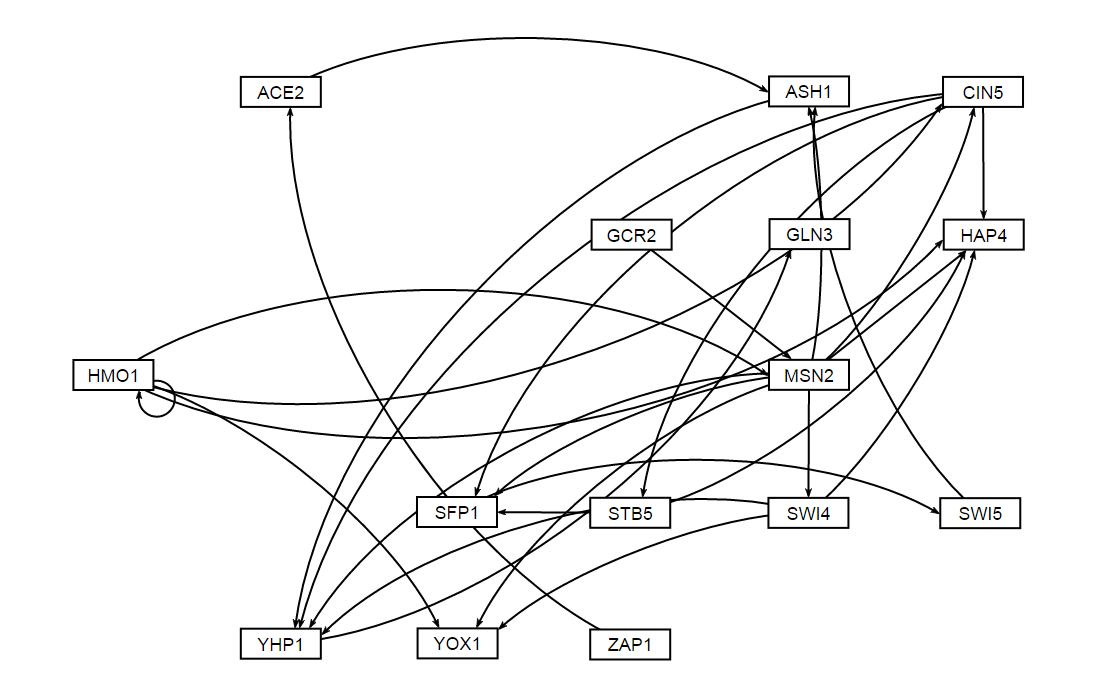 ACE2
ASH1
CIN5
GCR2
GLN3
HAP4
HMO1
MSN2
SFP1
STB5
SWI4
SWI5
YHP1
YOX1
ZAP1